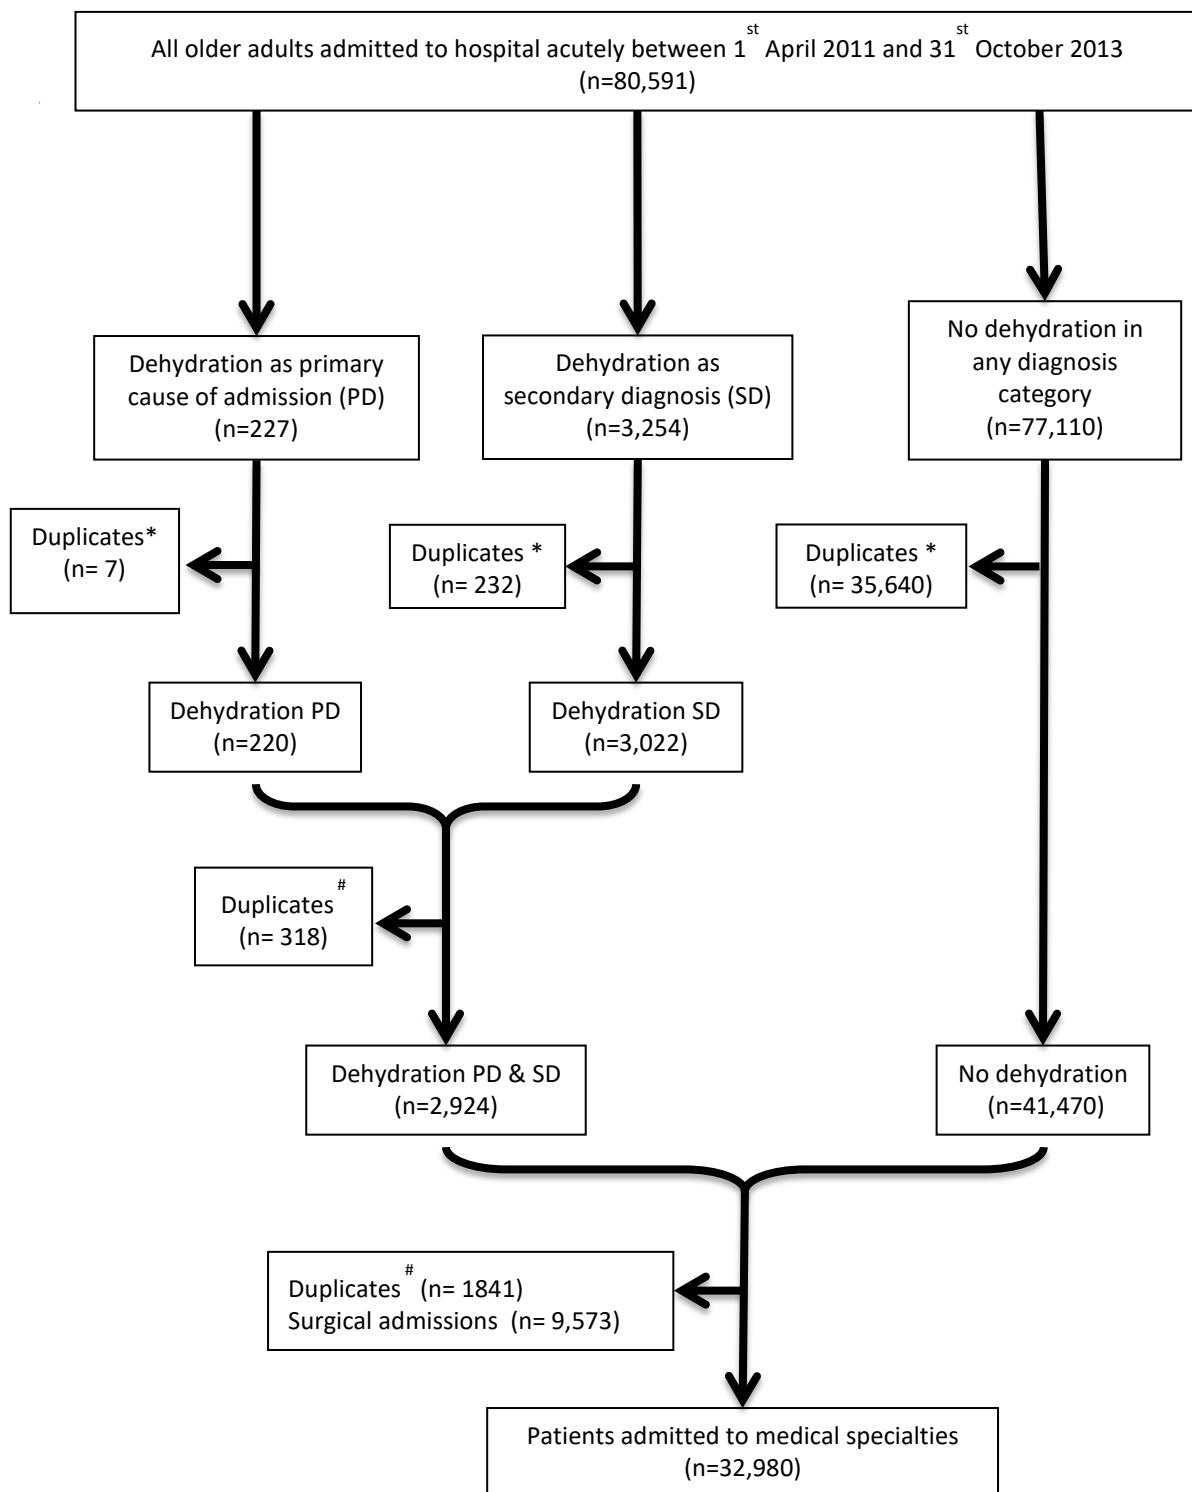 All older adults admitted to hospital acutely between 1st April 2011 and 31st October 2013
(n=80,591)
Dehydration as primary
cause of admission (PD)
(n=227)
Dehydration as
secondary diagnosis (SD)
(n=3,254)
No dehydration in
any diagnosis
category
(n=77,110)
Duplicates*
(n= 7)
Duplicates *
(n= 232)
Duplicates *
(n= 35,640)
Dehydration PD
(n=220)
Dehydration SD
(n=3,022)
Duplicates#
(n= 318)
Dehydration PD & SD
(n=2,924)
No dehydration
(n=41,470)
Duplicates# (n= 1841)
Surgical admissions (n= 9,573)
Patients admitted to medical specialties
(n=32,980)